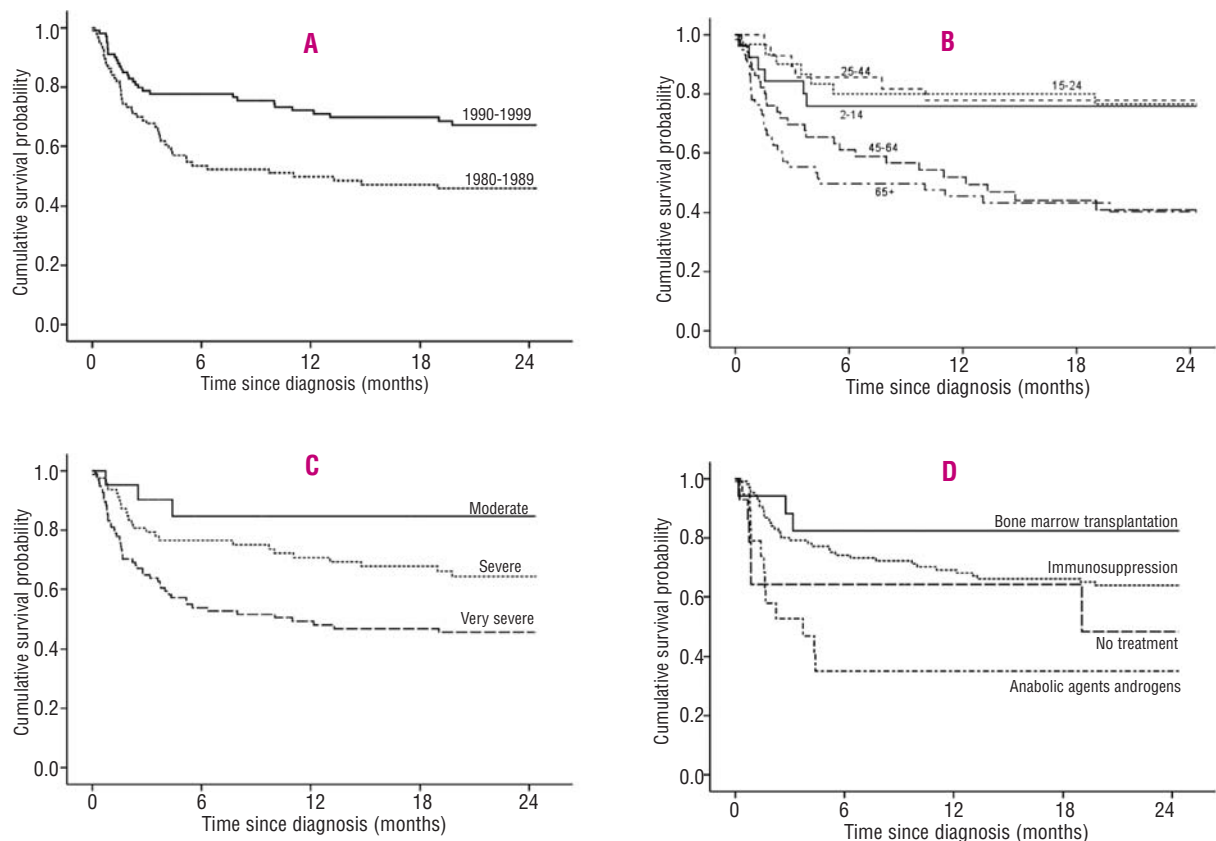 A
Cumulative survival probability
1.0
0.8
0.6
0.4
0.2
0.0
1990-1999
1980-1989
0 6 12 18 24
Time since diagnosis (months)
B
Cumulative survival probability
1.0
0.8
0.6
0.4
0.2
0.0
25-44
15-24
2-14
45-64
65+
0 6 12 18 24
Time since diagnosis (months)
C
Cumulative survival probability
1.0
0.8
0.6
0.4
0.2
0.0
Moderate
Severe
Very severe
0 6 12 18 24
Time since diagnosis (months)
D
Cumulative survival probability
1.0
0.8
0.6
0.4
0.2
0.0
Bone marrow transplantation
Immunosuppression
No treatment
Anabolic agents androgens
0 6 12 18 24
Time since diagnosis (months)